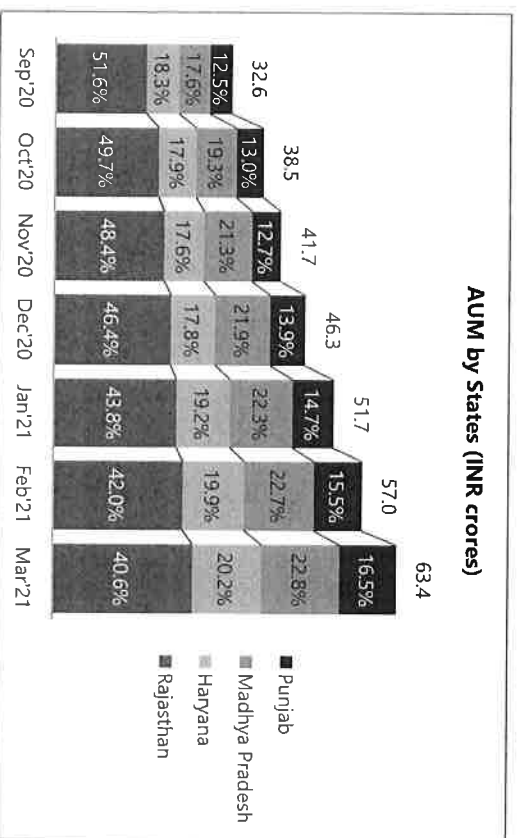 AUM by States (INR crores)
32.6 38.5 41.7 46.3 51.7 57.0 63.4
12.5% 13.0% 12.7% 13.9% 14.7% 15.5% 16.5%
17.6% 19.3% 21.3% 21.9% 22.3% 22.7% 22.8%
18.3% 17.9% 17.6% 17.8% 19.2% 19.9% 20.2%
51.6% 49.7% 48.4% 46.4% 43.8% 42.0% 40.6%
Sep'20 Oct'20 Nov'20 Dec'20 Jan'21 Feb'21 Mar'21
Punjab
Madhya Pradesh
Haryana
Rajasthan